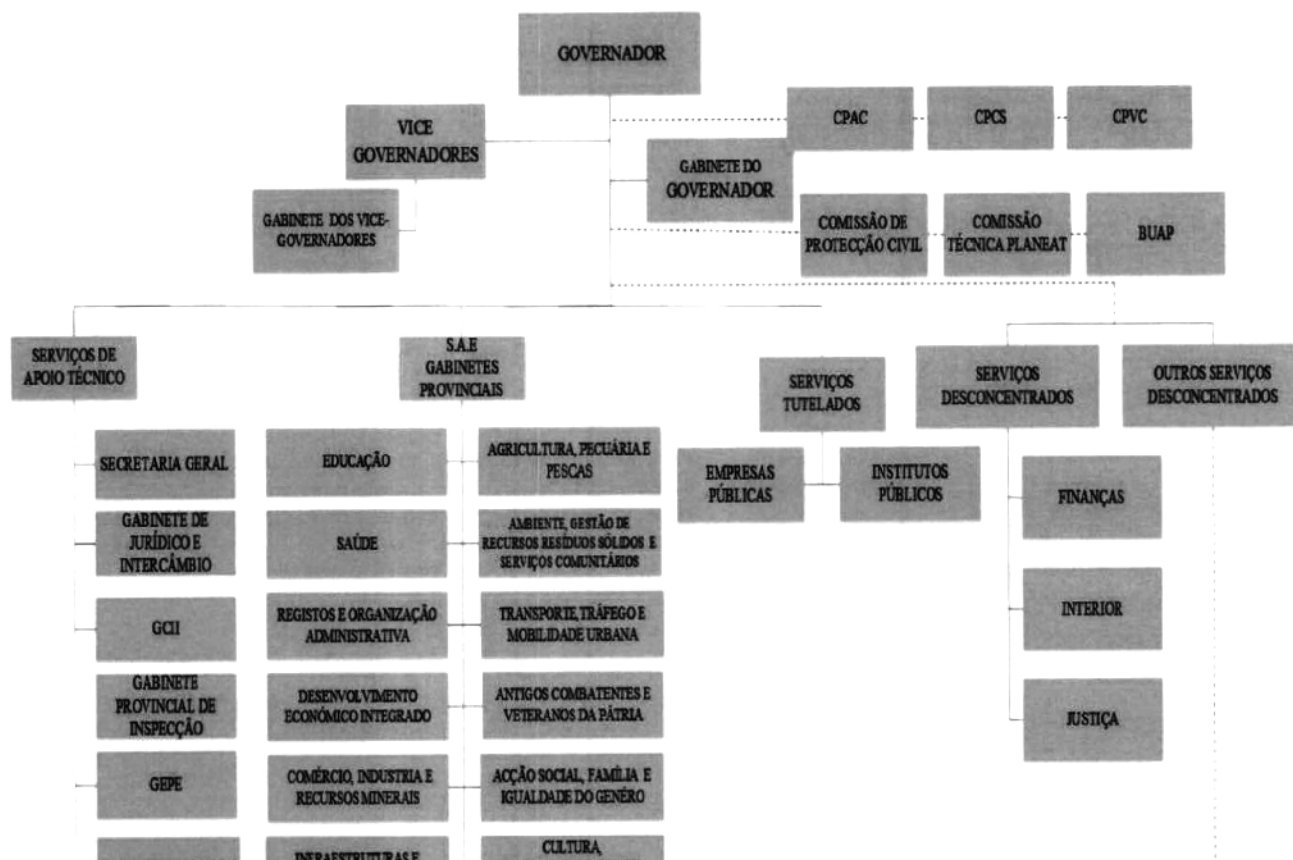 GOVERNADOR
VICE
GOVERNADORES
CPAC
CPCS
CPVC
GABINETE DO
GOVERNADOR
GABINETE DOS VICE-
GOVERNADORES
COMISSÃO DE
PROTECÇÃO CIVIL
COMISSÃO
TÉCNICA PLANEAT
BUAP
SERVIÇOS DE
APOIO TÉCNICO
S.A.E
GABINETES
PROVINCIAIS
SERVIÇOS
TUTELADOS
SERVIÇOS
DESCONCENTRADOS
OUTROS SERVIÇOS
DESCONCENTRADOS
SECRETARIA GERAL
EDUCAÇÃO
AGRICULTURA, PECUÁRIA E
PESCAS
EMPRESAS
PÚBLICAS
INSTITUTOS
PÚBLICOS
FINANÇAS
GABINETE DE
JURÍDICO E
INTERCÂMBIO
SAÚDE
AMBIENTE, GESTÃO DE
RECURSOS RESÍDUOS SÓLIDOS E
SERVIÇOS COMUNITÁRIOS
GCII
REGISTOS E ORGANIZAÇÃO
ADMINISTRATIVA
TRANSPORTE, TRÁFEGO E
MOBILIDADE URBANA
INTERIOR
GABINETE
PROVINCIAL DE
INSPECÇÃO
DESENVOLVIMENTO
ECONÓMICO INTEGRADO
ANTIGOS COMBATENTES E
VETERANOS DA PÁTRIA
JUSTIÇA
GEPE
COMÉRCIO, INDUSTRIA E
RECURSOS MINERAIS
ACÇÃO SOCIAL, FAMÍLIA E
IGUALDADE DO GENÉRO
INFRAESTRUTURAS E
CULTURA,